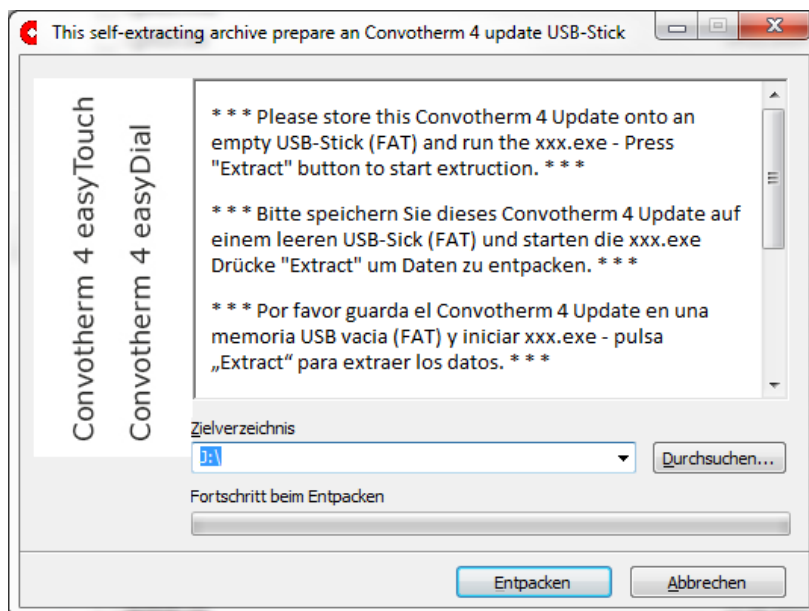 This self-extracting archive prepare an Convotherm 4 update USB-Stick
Convotherm 4 easyTouch
Convotherm 4 easyDial
* * * Please store this Convotherm 4 Update onto an
empty USB-Stick (FAT) and run the xxx.exe - Press
"Extract" button to start extruction. * * *
* * * Bitte speichern Sie dieses Convotherm 4 Update auf
einem leeren USB-Sick (FAT) und starten die xxx.exe
Drücke "Extract" um Daten zu entpacken. * * *
* * * Por favor guarda el Convotherm 4 Update en una
memoria USB vacia (FAT) y iniciar xxx.exe - pulsa
„Extract“ para extraer los datos. * * *
Zielverzeichnis
J:\
Durchsuchen...
Fortschritt beim Entpacken
Entpacken
Abbrechen